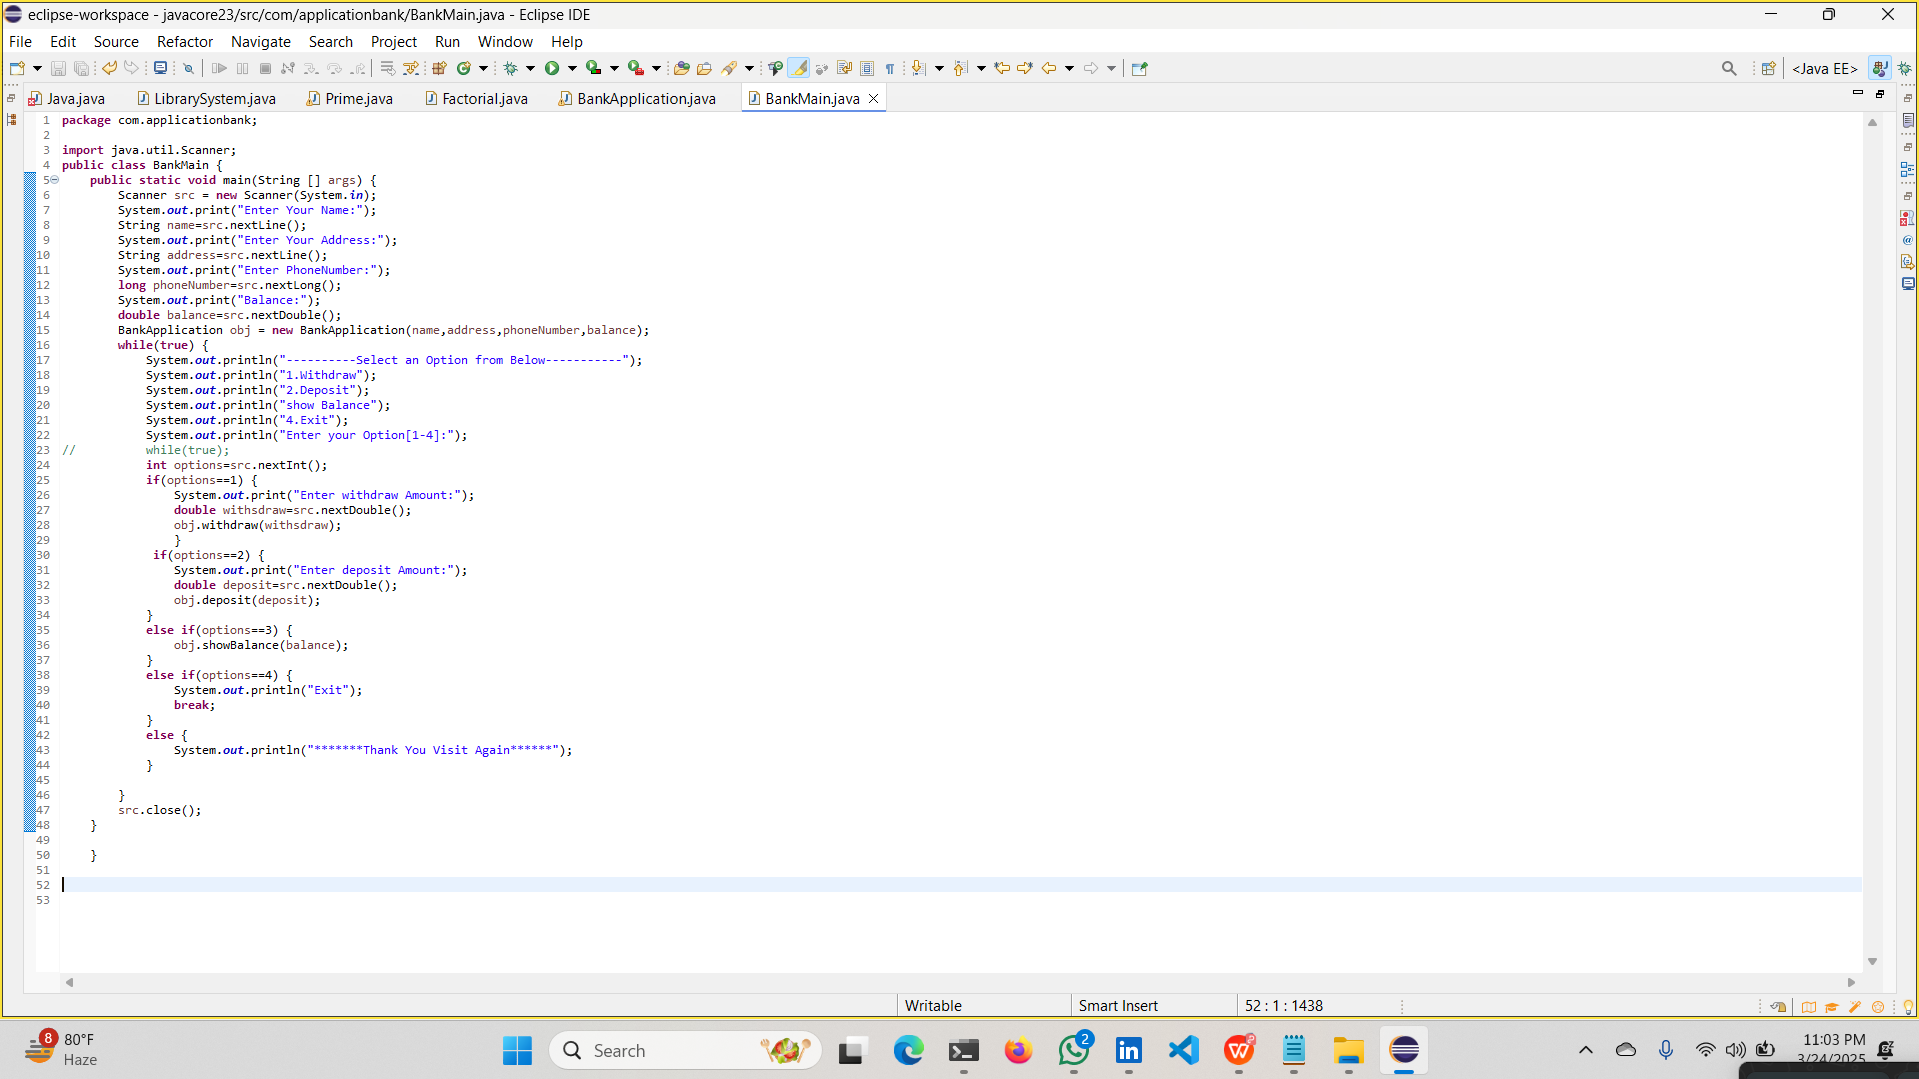 eclipse-workspace - javacore23/src/com/applicationbank/BankMain.java - Eclipse IDE
File Edit Source Refactor Navigate Search Project Run Window Help
<Java EE>
Java.java LibrarySystem.java Prime.java Factorial.java BankApplication.java BankMain.java
1 package com.applicationbank;
2
3 import java.util.Scanner;
4 public class BankMain {
5 public static void main(String [] args) {
6 Scanner src = new Scanner(System.in);
7 System.out.print("Enter Your Name:");
8 String name=src.nextLine();
9 System.out.print("Enter Your Address:");
10 String address=src.nextLine();
11 System.out.print("Enter PhoneNumber:");
12 long phoneNumber=src.nextLong();
13 System.out.print("Balance:");
14 double balance=src.nextDouble();
15 BankApplication obj = new BankApplication(name,address,phoneNumber,balance);
16 while(true) {
17 System.out.println("----------Select an Option from Below-----------");
18 System.out.println("1.Withdraw");
19 System.out.println("2.Deposit");
20 System.out.println("show Balance");
21 System.out.println("4.Exit");
22 System.out.println("Enter your Option[1-4]:");
23 // while(true);
24 int options=src.nextInt();
25 if(options==1) {
26 System.out.print("Enter withdraw Amount:");
27 double withsdraw=src.nextDouble();
28 obj.withdraw(withsdraw);
29 }
30 if(options==2) {
31 System.out.print("Enter deposit Amount:");
32 double deposit=src.nextDouble();
33 obj.deposit(deposit);
34 }
35 else if(options==3) {
36 obj.showBalance(balance);
37 }
38 else if(options==4) {
39 System.out.println("Exit");
40 break;
41 }
42 else {
43 System.out.println("*******Thank You Visit Again******");
44 }
45
46 }
47 src.close();
48 }
49
50 }
51
52
53
Writable Smart Insert 52 : 1 : 1438
8 80°F
Haze
Search
2
11:03 PM
3/24/2025